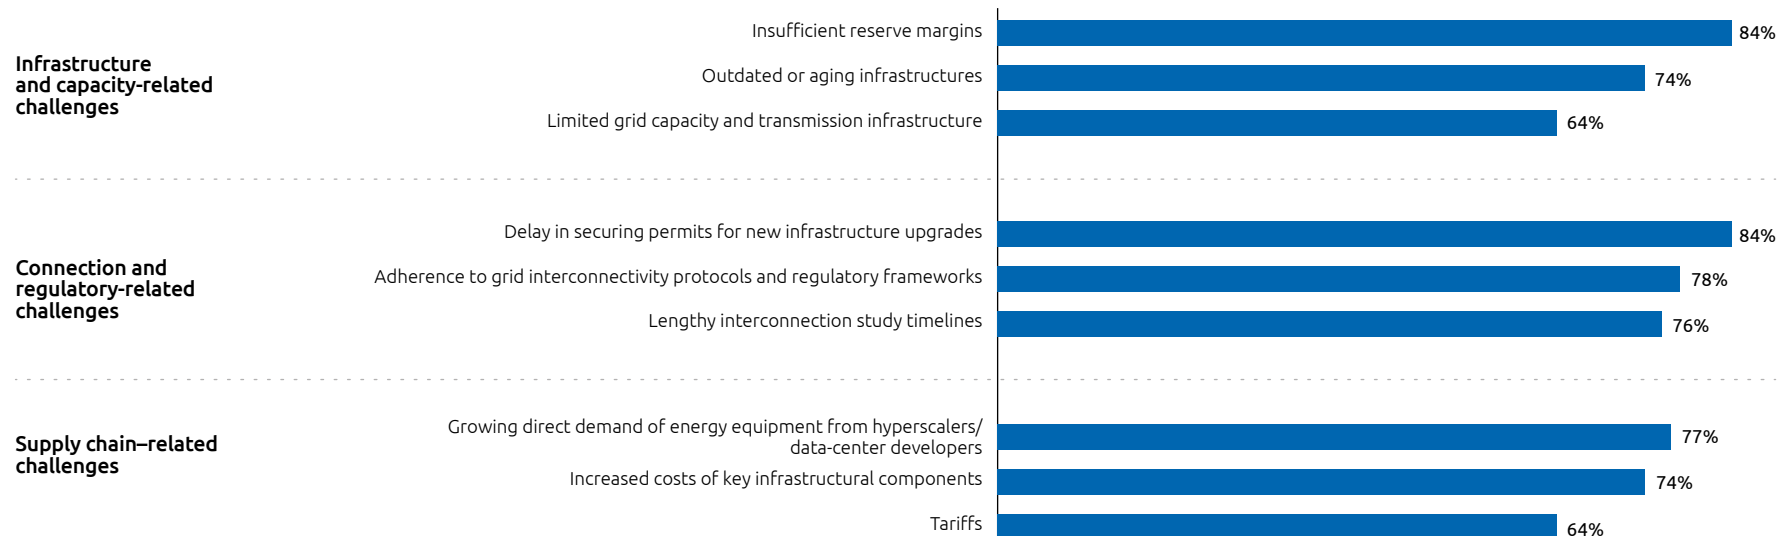 Infrastructure
and capacity-related
challenges
Insufficient reserve margins
84%
Outdated or aging infrastructures
74%
Limited grid capacity and transmission infrastructure
64%
Connection and
regulatory-related
challenges
Delay in securing permits for new infrastructure upgrades
84%
Adherence to grid interconnectivity protocols and regulatory frameworks
78%
Lengthy interconnection study timelines
76%
Supply chain–related
challenges
Growing direct demand of energy equipment from hyperscalers/
data-center developers
77%
Increased costs of key infrastructural components
74%
Tariffs
64%